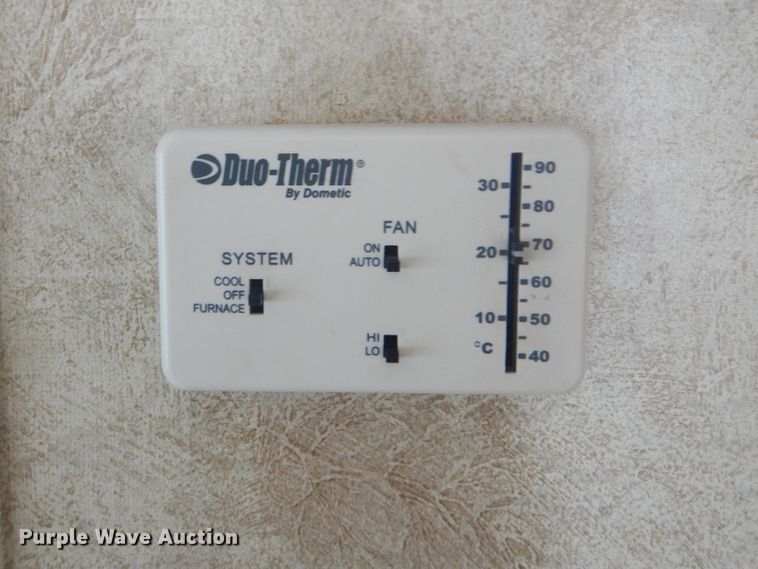 Duo-Therm®
By Dometic
SYSTEM
COOL
OFF
FURNACE
FAN
ON
AUTO
HI
LO
90
30
80
70
20
60
10
50
°C
40
Purple Wave Auction